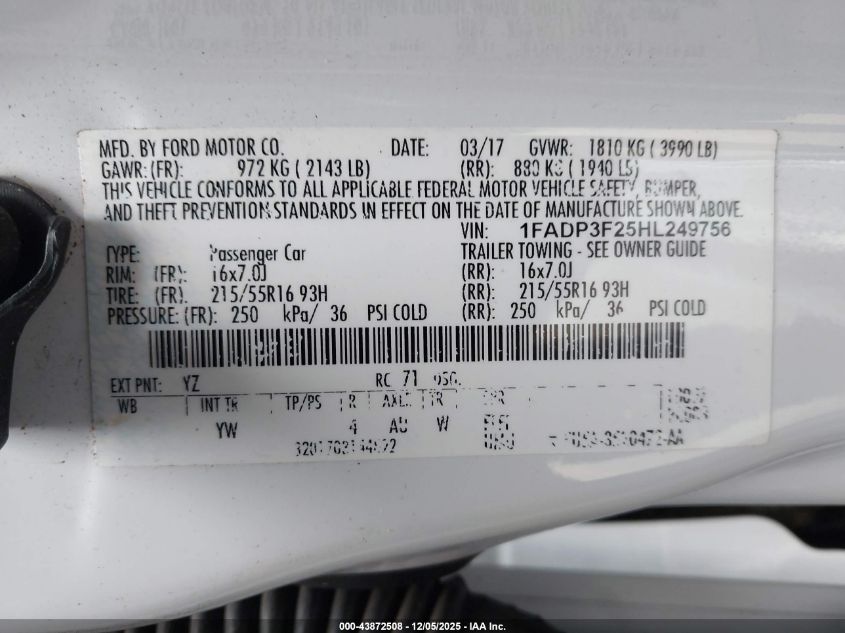 MFD. BY FORD MOTOR CO. DATE: 03/17 GVWR: 1810 KG ( 3990 LB)
GAWR: (FR): 972 KG ( 2143 LB) (RR): 880 KG ( 1940 LB)
THIS VEHICLE CONFORMS TO ALL APPLICABLE FEDERAL MOTOR VEHICLE SAFETY, BUMPER,
AND THEFT PREVENTION STANDARDS IN EFFECT ON THE DATE OF MANUFACTURE SHOWN ABOVE.
VIN: 1FADP3F25HL249756
TYPE: Passenger Car TRAILER TOWING - SEE OWNER GUIDE
RIM: (FR): 16x7.0J (RR): 16x7.0J
TIRE: (FR): 215/55R16 93H (RR): 215/55R16 93H
PRESSURE: (FR): 250 kPa/ 36 PSI COLD (RR): 250 kPa/ 36 PSI COLD
EXT PNT: YZ RC 71
WB INT TR TP/PS R AXLE TR
YW 4 AU W
000-43872508 - 12/05/2025 - IAA Inc.